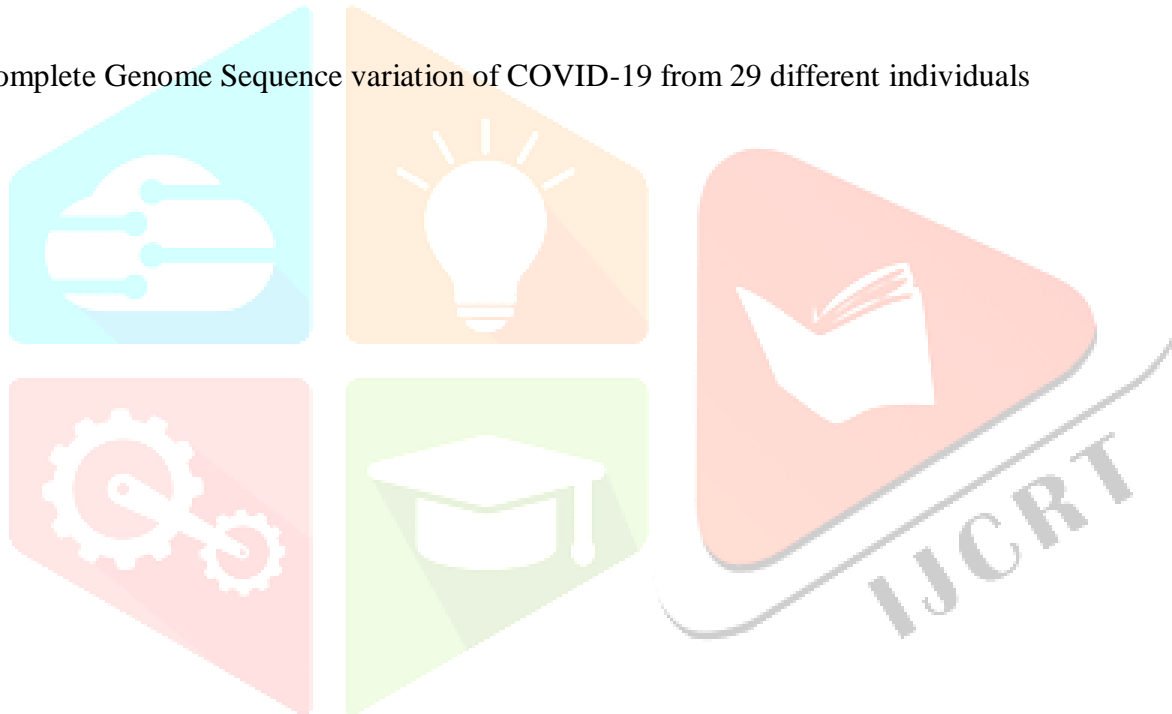 omplete Genome Sequence variation of COVID-19 from 29 different individuals
IJCRT